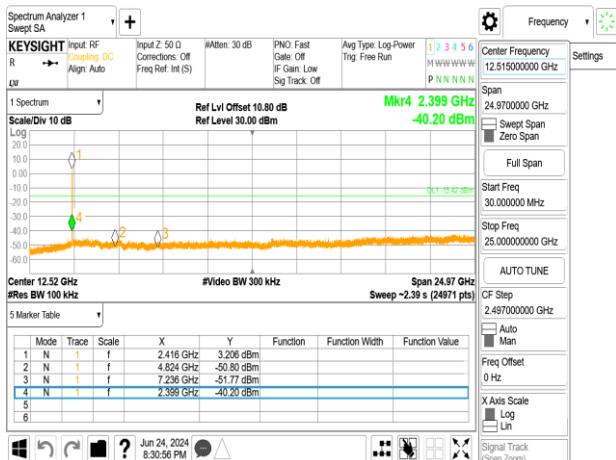 Spectrum Analyzer 1
Swept SA
+
Frequency
KEYSIGHT
R
Input: RF
Coupling: DC
Align: Auto
Input Z: 50 Ω
Corrections: Off
Freq Ref: Int (S)
#Atten: 30 dB
PNO: Fast
Gate: Off
IF Gain: Low
Sig Track: Off
Avg Type: Log-Power
Trig: Free Run
1 2 3 4 5 6
M W W W W W
P N N N N N
LXI
1 Spectrum
Scale/Div 10 dB
Ref Lvl Offset 10.80 dB
Ref Level 30.00 dBm
Mkr4 2.399 GHz
-40.20 dBm
Log
20.0
10.0
0.00
-10.0
-20.0
-30.0
-40.0
-50.0
-60.0
1
2
3
4
DL1 -15.42 dBm
Center 12.52 GHz
#Res BW 100 kHz
#Video BW 300 kHz
Span 24.97 GHz
Sweep ~2.39 s (24971 pts)
5 Marker Table
Mode Trace Scale X Y Function Function Width Function Value
1 N 1 f 2.416 GHz 3.206 dBm
2 N 1 f 4.824 GHz -50.80 dBm
3 N 1 f 7.236 GHz -51.77 dBm
4 N 1 f 2.399 GHz -40.20 dBm
5
6
?
Jun 24, 2024
8:30:56 PM
Center Frequency
12.515000000 GHz
Settings
Span
24.9700000 GHz
Swept Span
Zero Span
Full Span
Start Freq
30.000000 MHz
Stop Freq
25.000000000 GHz
AUTO TUNE
CF Step
2.497000000 GHz
Auto
Man
Freq Offset
0 Hz
X Axis Scale
Log
Lin
Signal Track
(Span Zoom)